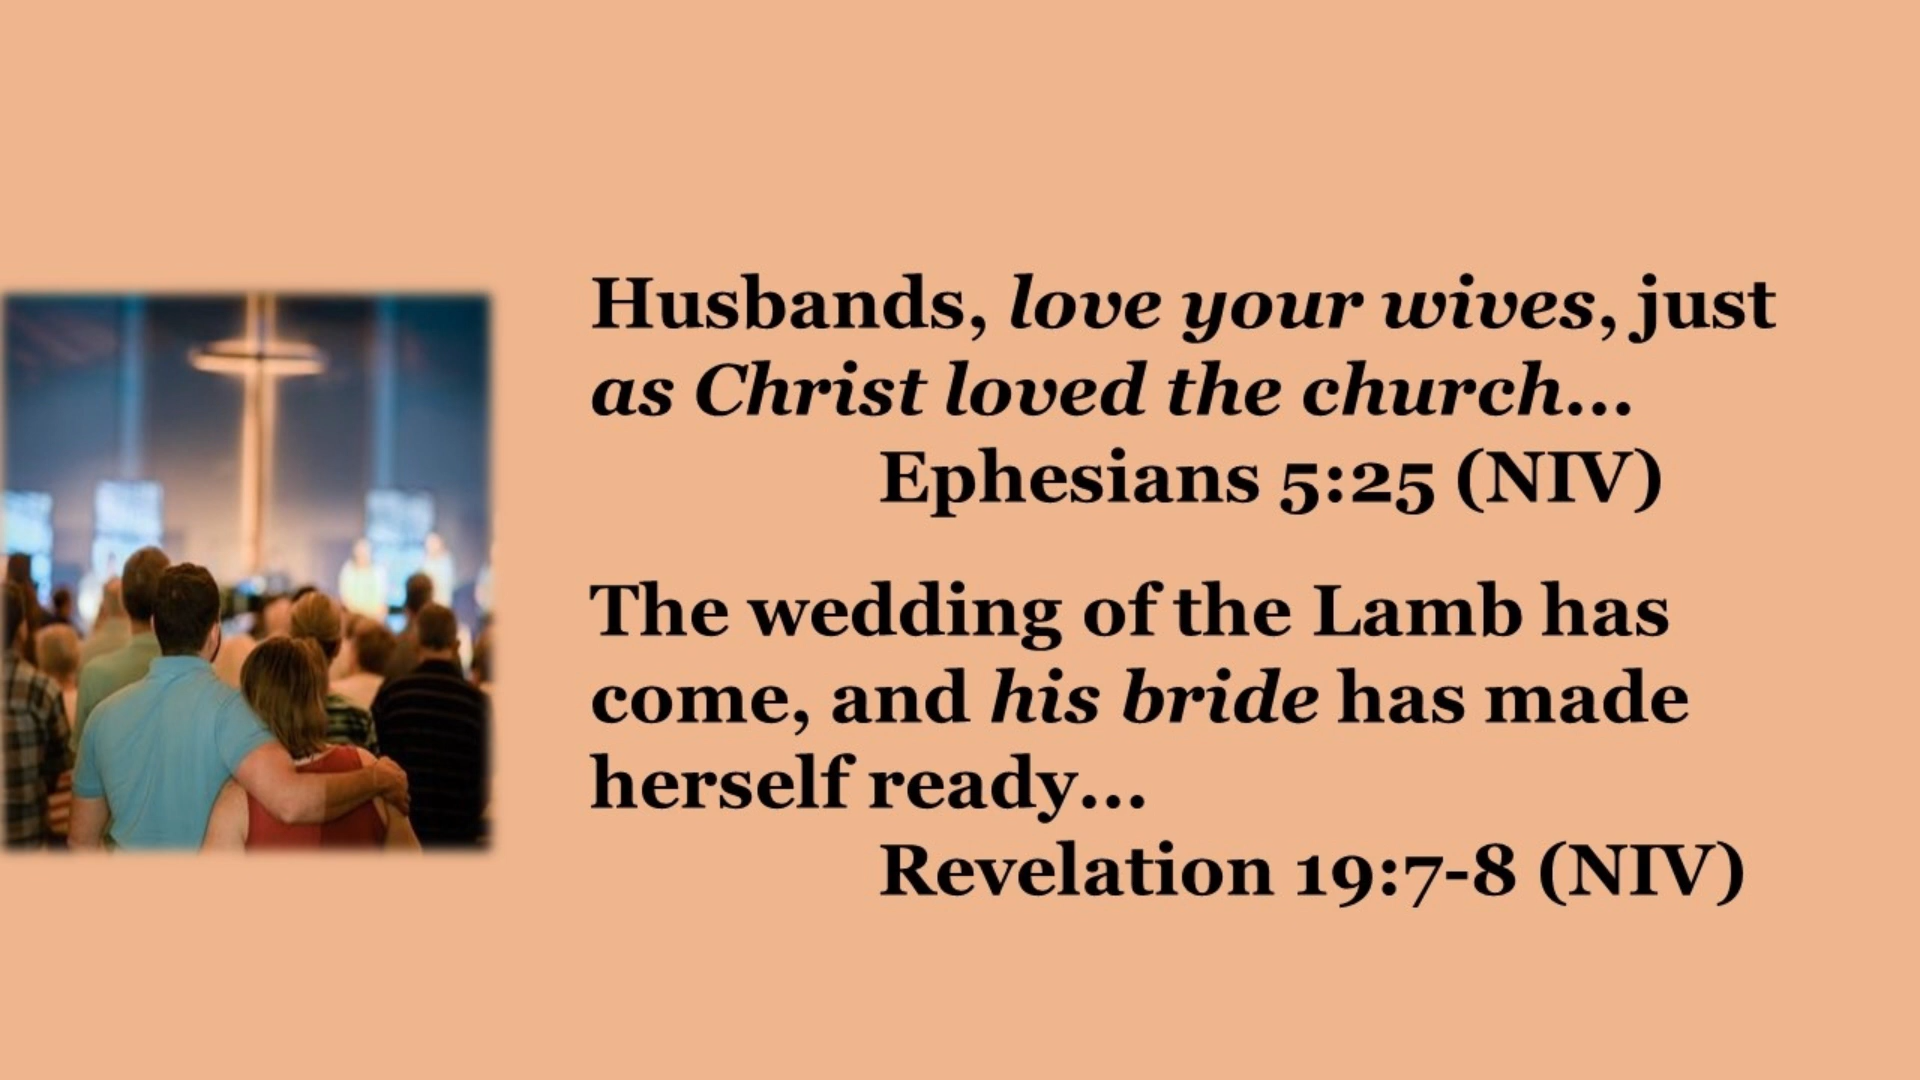 Husbands, love your wives, just
as Christ loved the church...
Ephesians 5:25 (NIV)
The wedding of the Lamb has
come, and his bride has made
herself ready...
Revelation 19:7-8 (NIV)